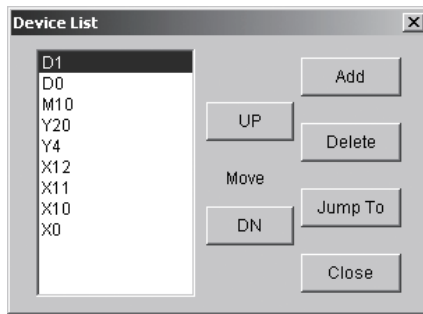 Device List
D1
D0
M10
Y20
Y4
X12
X11
X10
X0
UP
Move
DN
Add
Delete
Jump To
Close